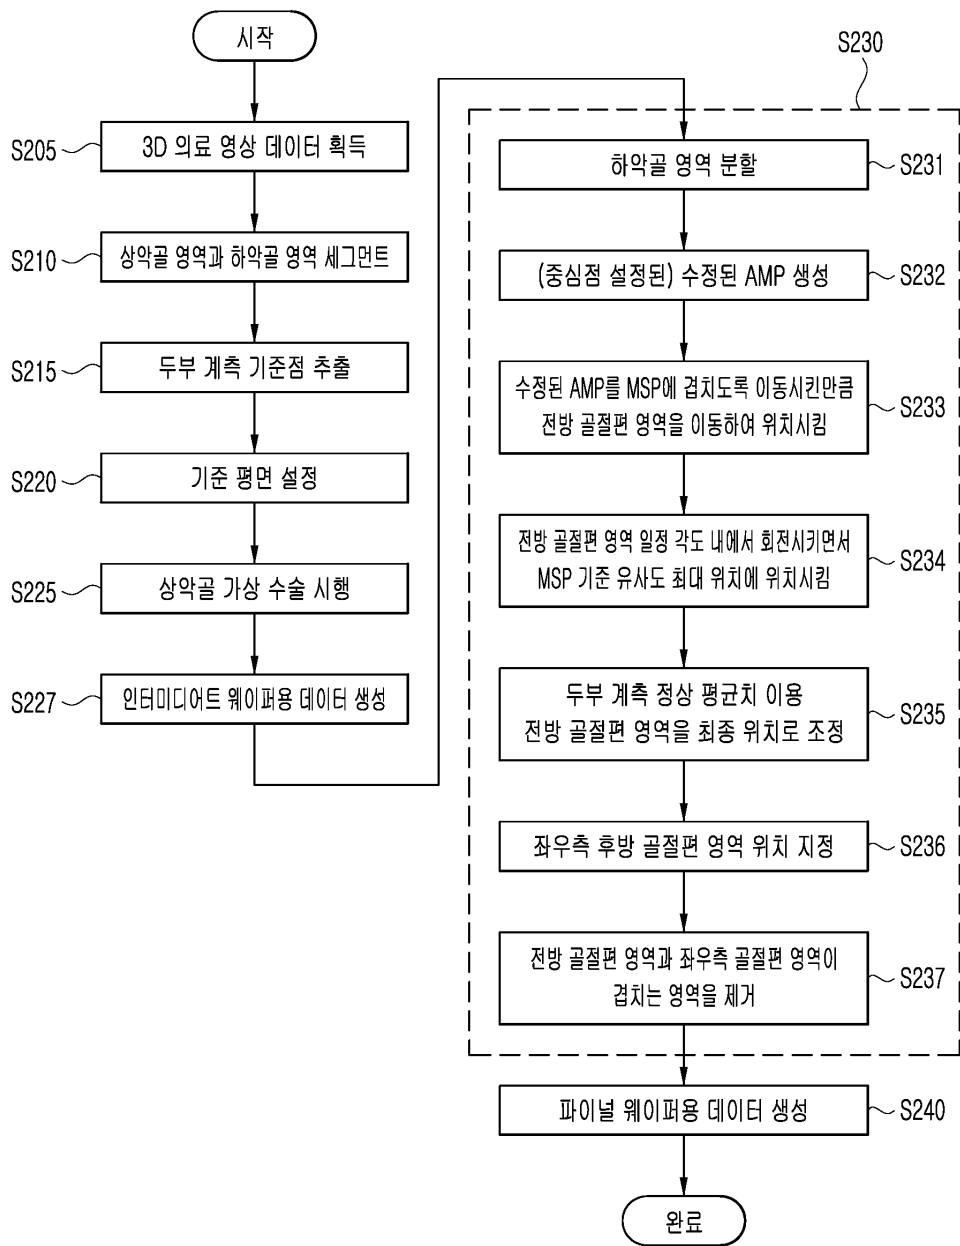 시작
S205
3D 의료 영상 데이터 획득
S210
상악골 영역과 하악골 영역 세그먼트
S215
두부 계측 기준점 추출
S220
기준 평면 설정
S225
상악골 가상 수술 시행
S227
인터미디어트 웨이퍼용 데이터 생성
S230
하악골 영역 분할
S231
(중심점 설정된) 수정된 AMP 생성
S232
수정된 AMP를 MSP에 겹치도록 이동시킨만큼
전방 골절편 영역을 이동하여 위치시킴
S233
전방 골절편 영역 일정 각도 내에서 회전시키면서
MSP 기준 유사도 최대 위치에 위치시킴
S234
두부 계측 정상 평균치 이용
전방 골절편 영역을 최종 위치로 조정
S235
좌우측 후방 골절편 영역 위치 지정
S236
전방 골절편 영역과 좌우측 골절편 영역이
겹치는 영역을 제거
S237
파이널 웨이퍼용 데이터 생성
S240
완료